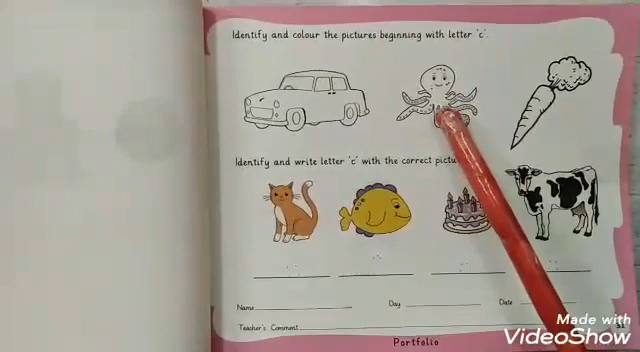 Identify and colour the pictures beginning with letter 'c'.
Identify and write letter 'c' with the correct
Name
Day
Date
Teacher's Comment
Portfolio
31
Made with
VideoShow